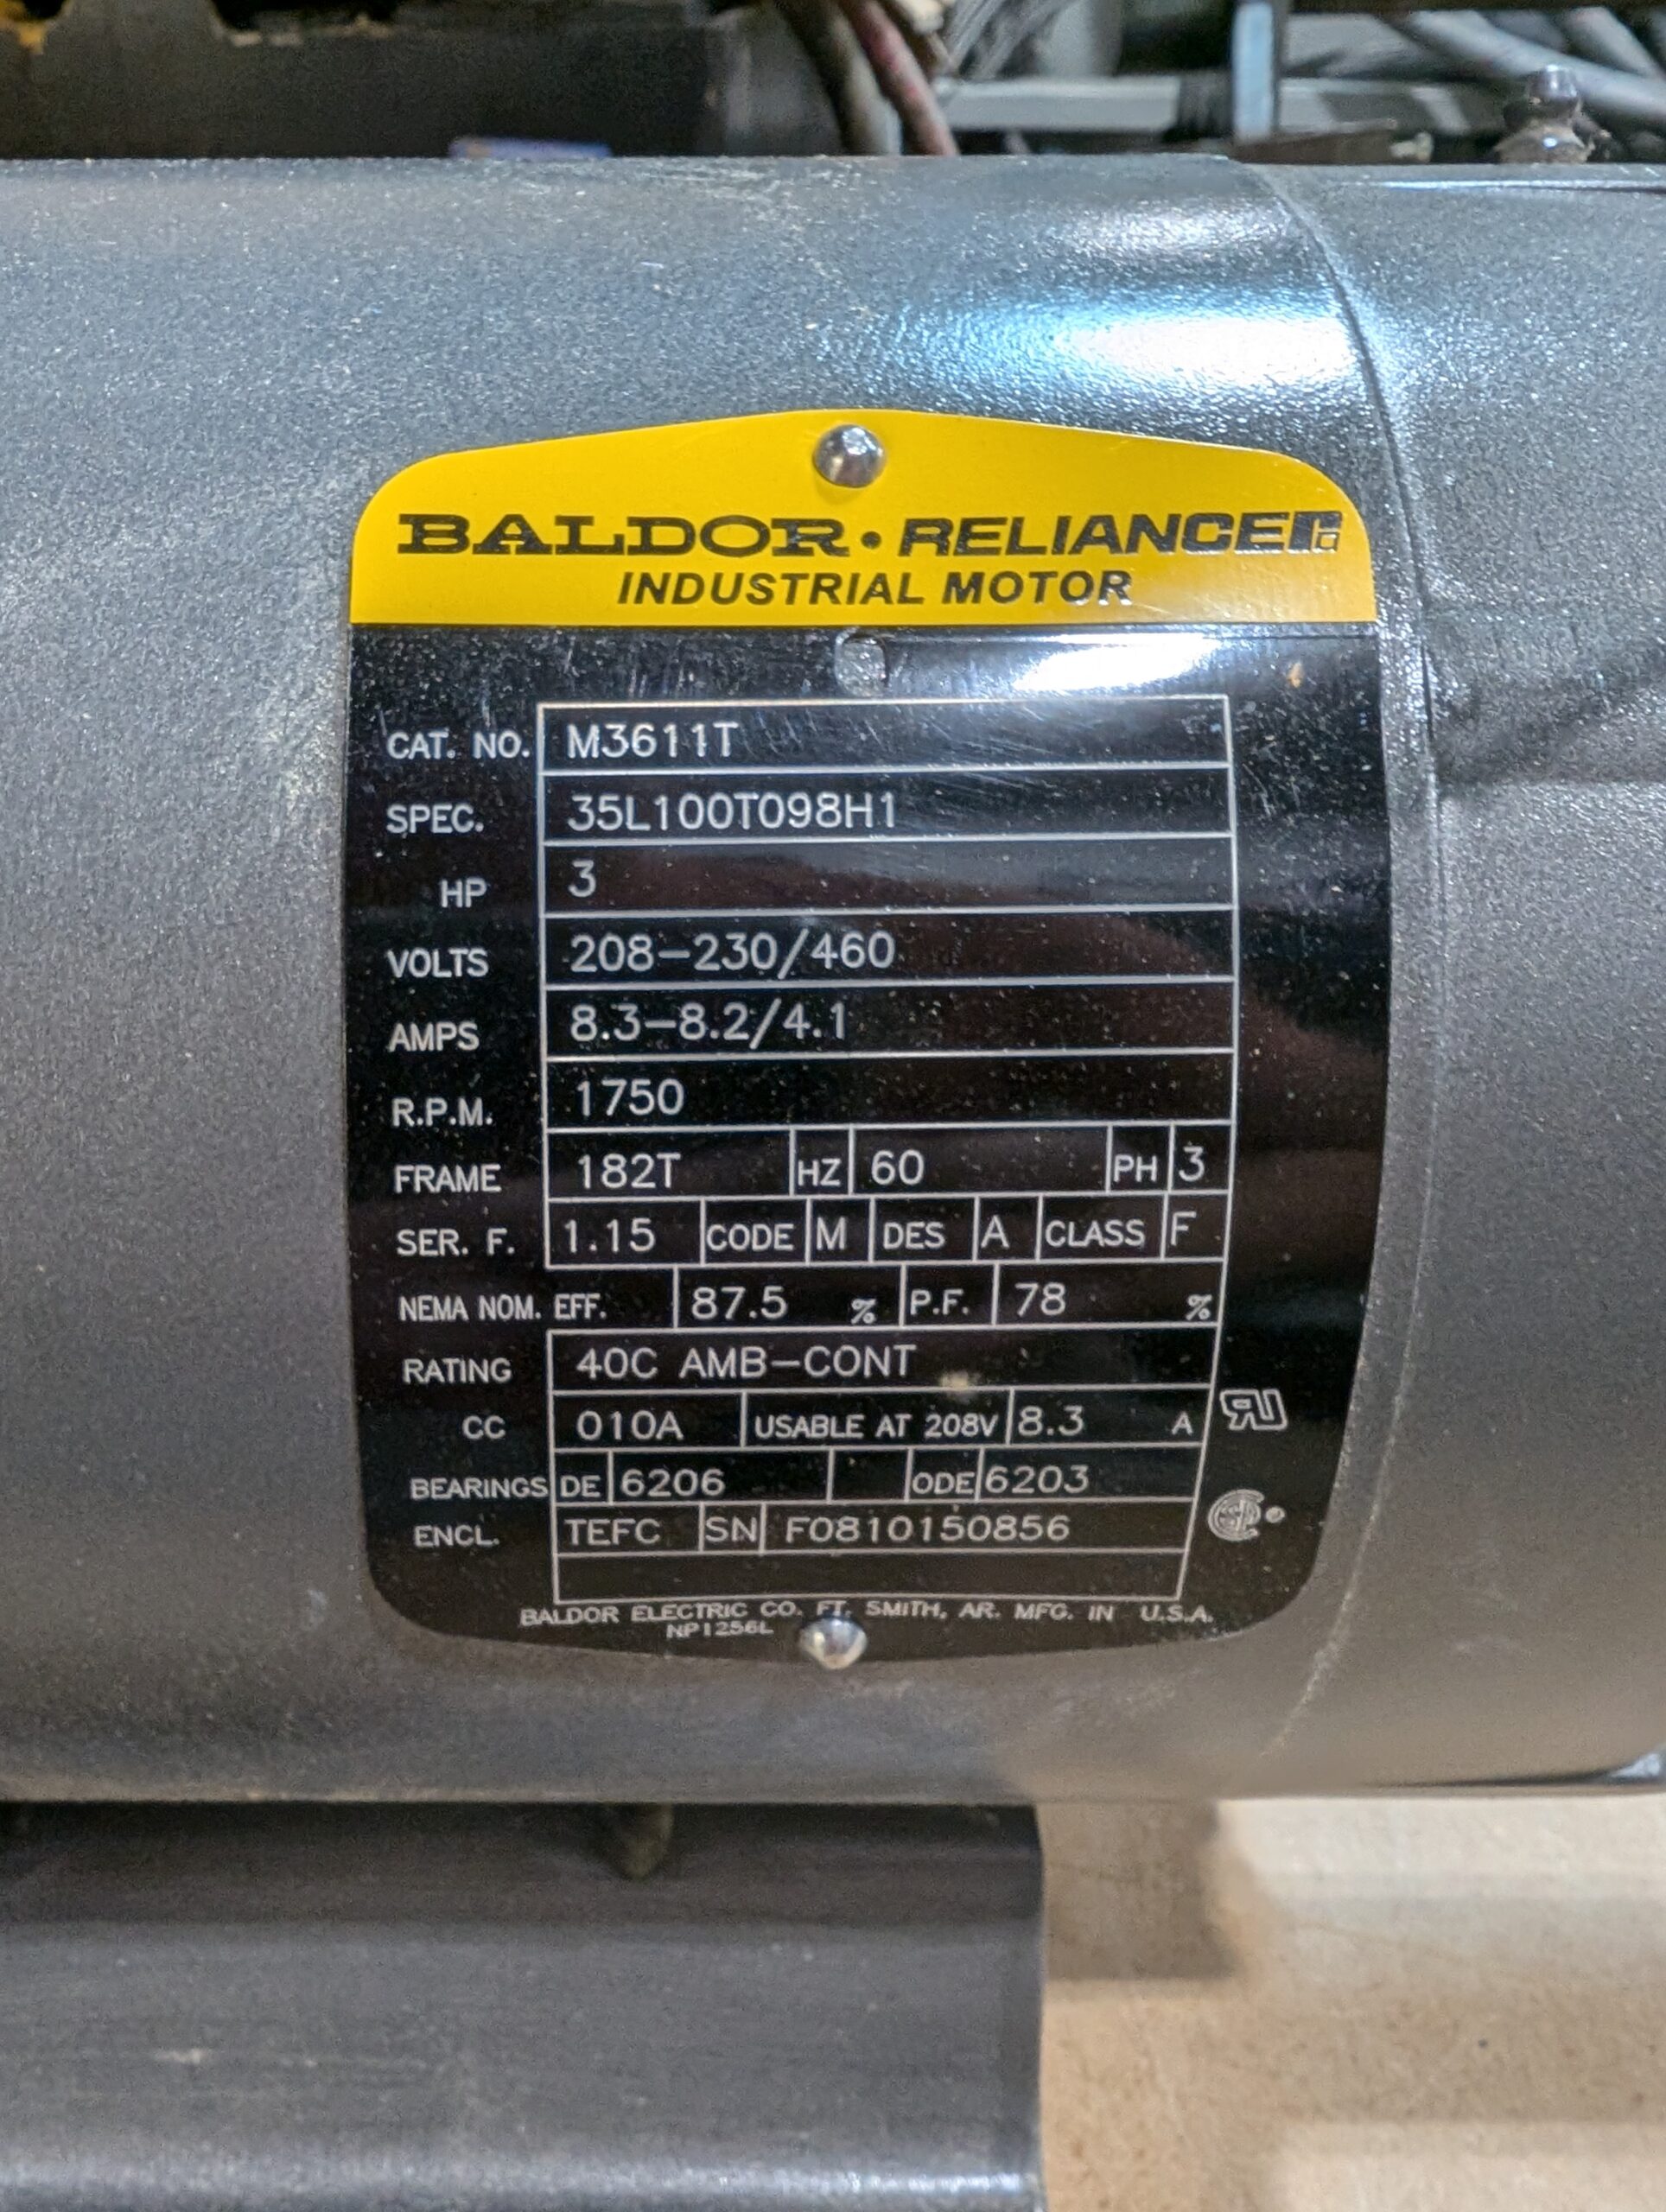 BALDOR • RELIANCE
INDUSTRIAL MOTOR
CAT. NO. M3611T
SPEC. 35L100T098H1
HP 3
VOLTS 208-230/460
AMPS 8.3-8.2/4.1
R.P.M. 1750
FRAME 182T HZ 60 PH 3
SER. F. 1.15 CODE M DES A CLASS F
NEMA NOM. EFF. 87.5 % P.F. 78 %
RATING 40C AMB-CONT
CC 010A USABLE AT 208V 8.3 A
BEARINGS DE 6206 ODE 6203
ENCL. TEFC SN F0810150856
BALDOR ELECTRIC CO. FT. SMITH, AR. MFG. IN U.S.A.
NP1256L